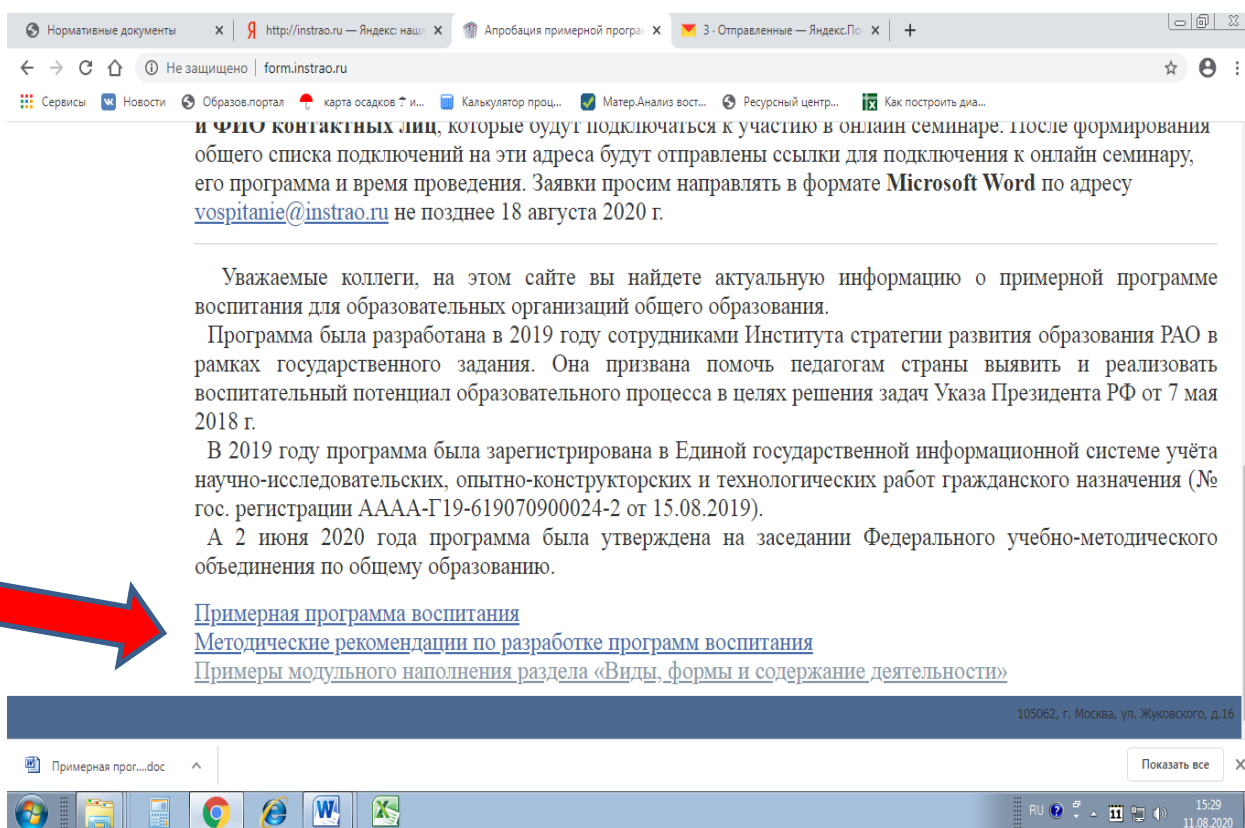 Нормативные документы
http://instrao.ru — Яндекс: наш
Апробация примерной програ
3 · Отправленные — Яндекс.По
Не защищено | form.instrao.ru
Сервисы
Новости
Образов.портал
карта осадков ↑ и...
Калькулятор проц...
Матер.Анализ вост...
Ресурсный центр...
Как построить диа...
и ФИО контактных лиц, которые будут подключаться к участию в онлайн семинаре. После формирования
общего списка подключений на эти адреса будут отправлены ссылки для подключения к онлайн семинару,
его программа и время проведения. Заявки просим направлять в формате Microsoft Word по адресу
vospitanie@instrao.ru не позднее 18 августа 2020 г.
Уважаемые коллеги, на этом сайте вы найдете актуальную информацию о примерной программе
воспитания для образовательных организаций общего образования.
Программа была разработана в 2019 году сотрудниками Института стратегии развития образования РАО в
рамках государственного задания. Она призвана помочь педагогам страны выявить и реализовать
воспитательный потенциал образовательного процесса в целях решения задач Указа Президента РФ от 7 мая
2018 г.
В 2019 году программа была зарегистрирована в Единой государственной информационной системе учёта
научно-исследовательских, опытно-конструкторских и технологических работ гражданского назначения (№
гос. регистрации АААА-Г19-619070900024-2 от 15.08.2019).
А 2 июня 2020 года программа была утверждена на заседании Федерального учебно-методического
объединения по общему образованию.
Примерная программа воспитания
Методические рекомендации по разработке программ воспитания
Примеры модульного наполнения раздела «Виды, формы и содержание деятельности»
105062, г. Москва, ул. Жуковского, д.16
Примерная прог....doc
Показать все
RU
11
15:29
11.08.2020